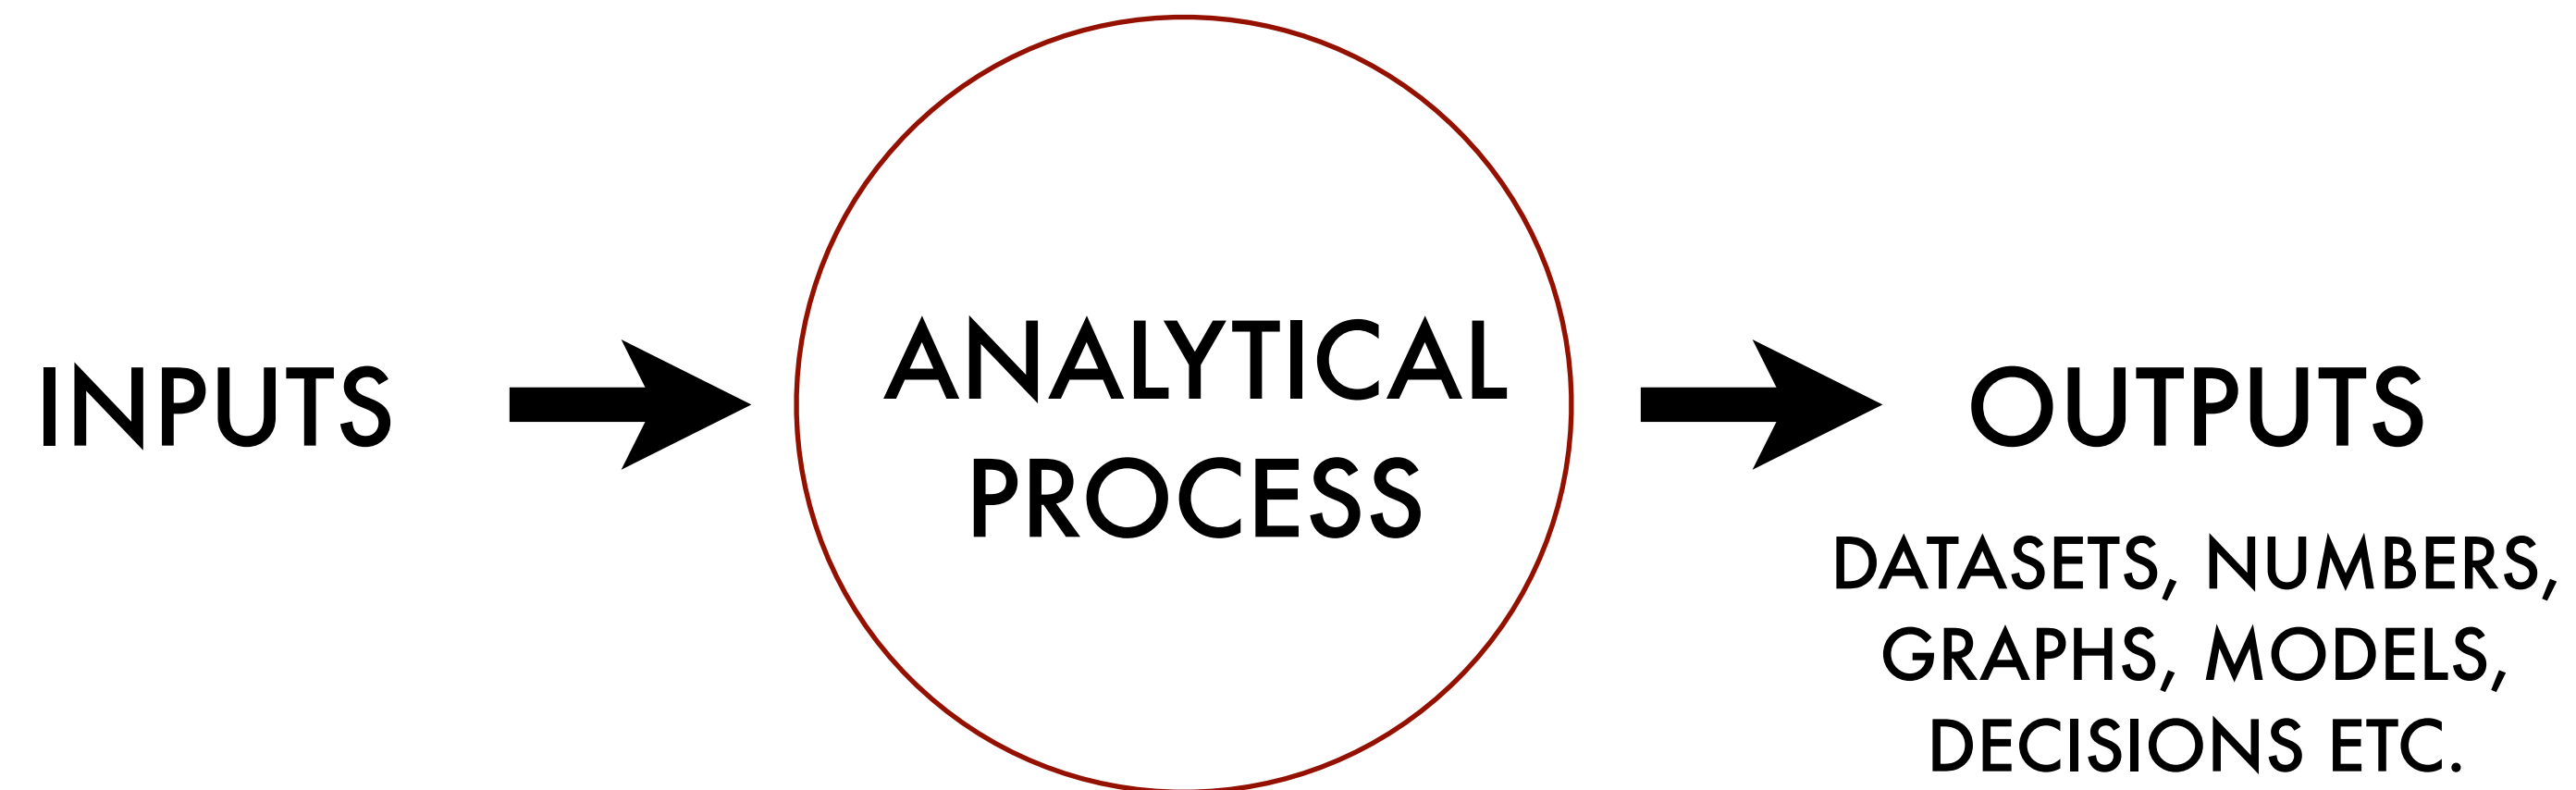 INPUTS
ANALYTICAL
PROCESS
OUTPUTS
DATASETS, NUMBERS,
GRAPHS, MODELS,
DECISIONS ETC.